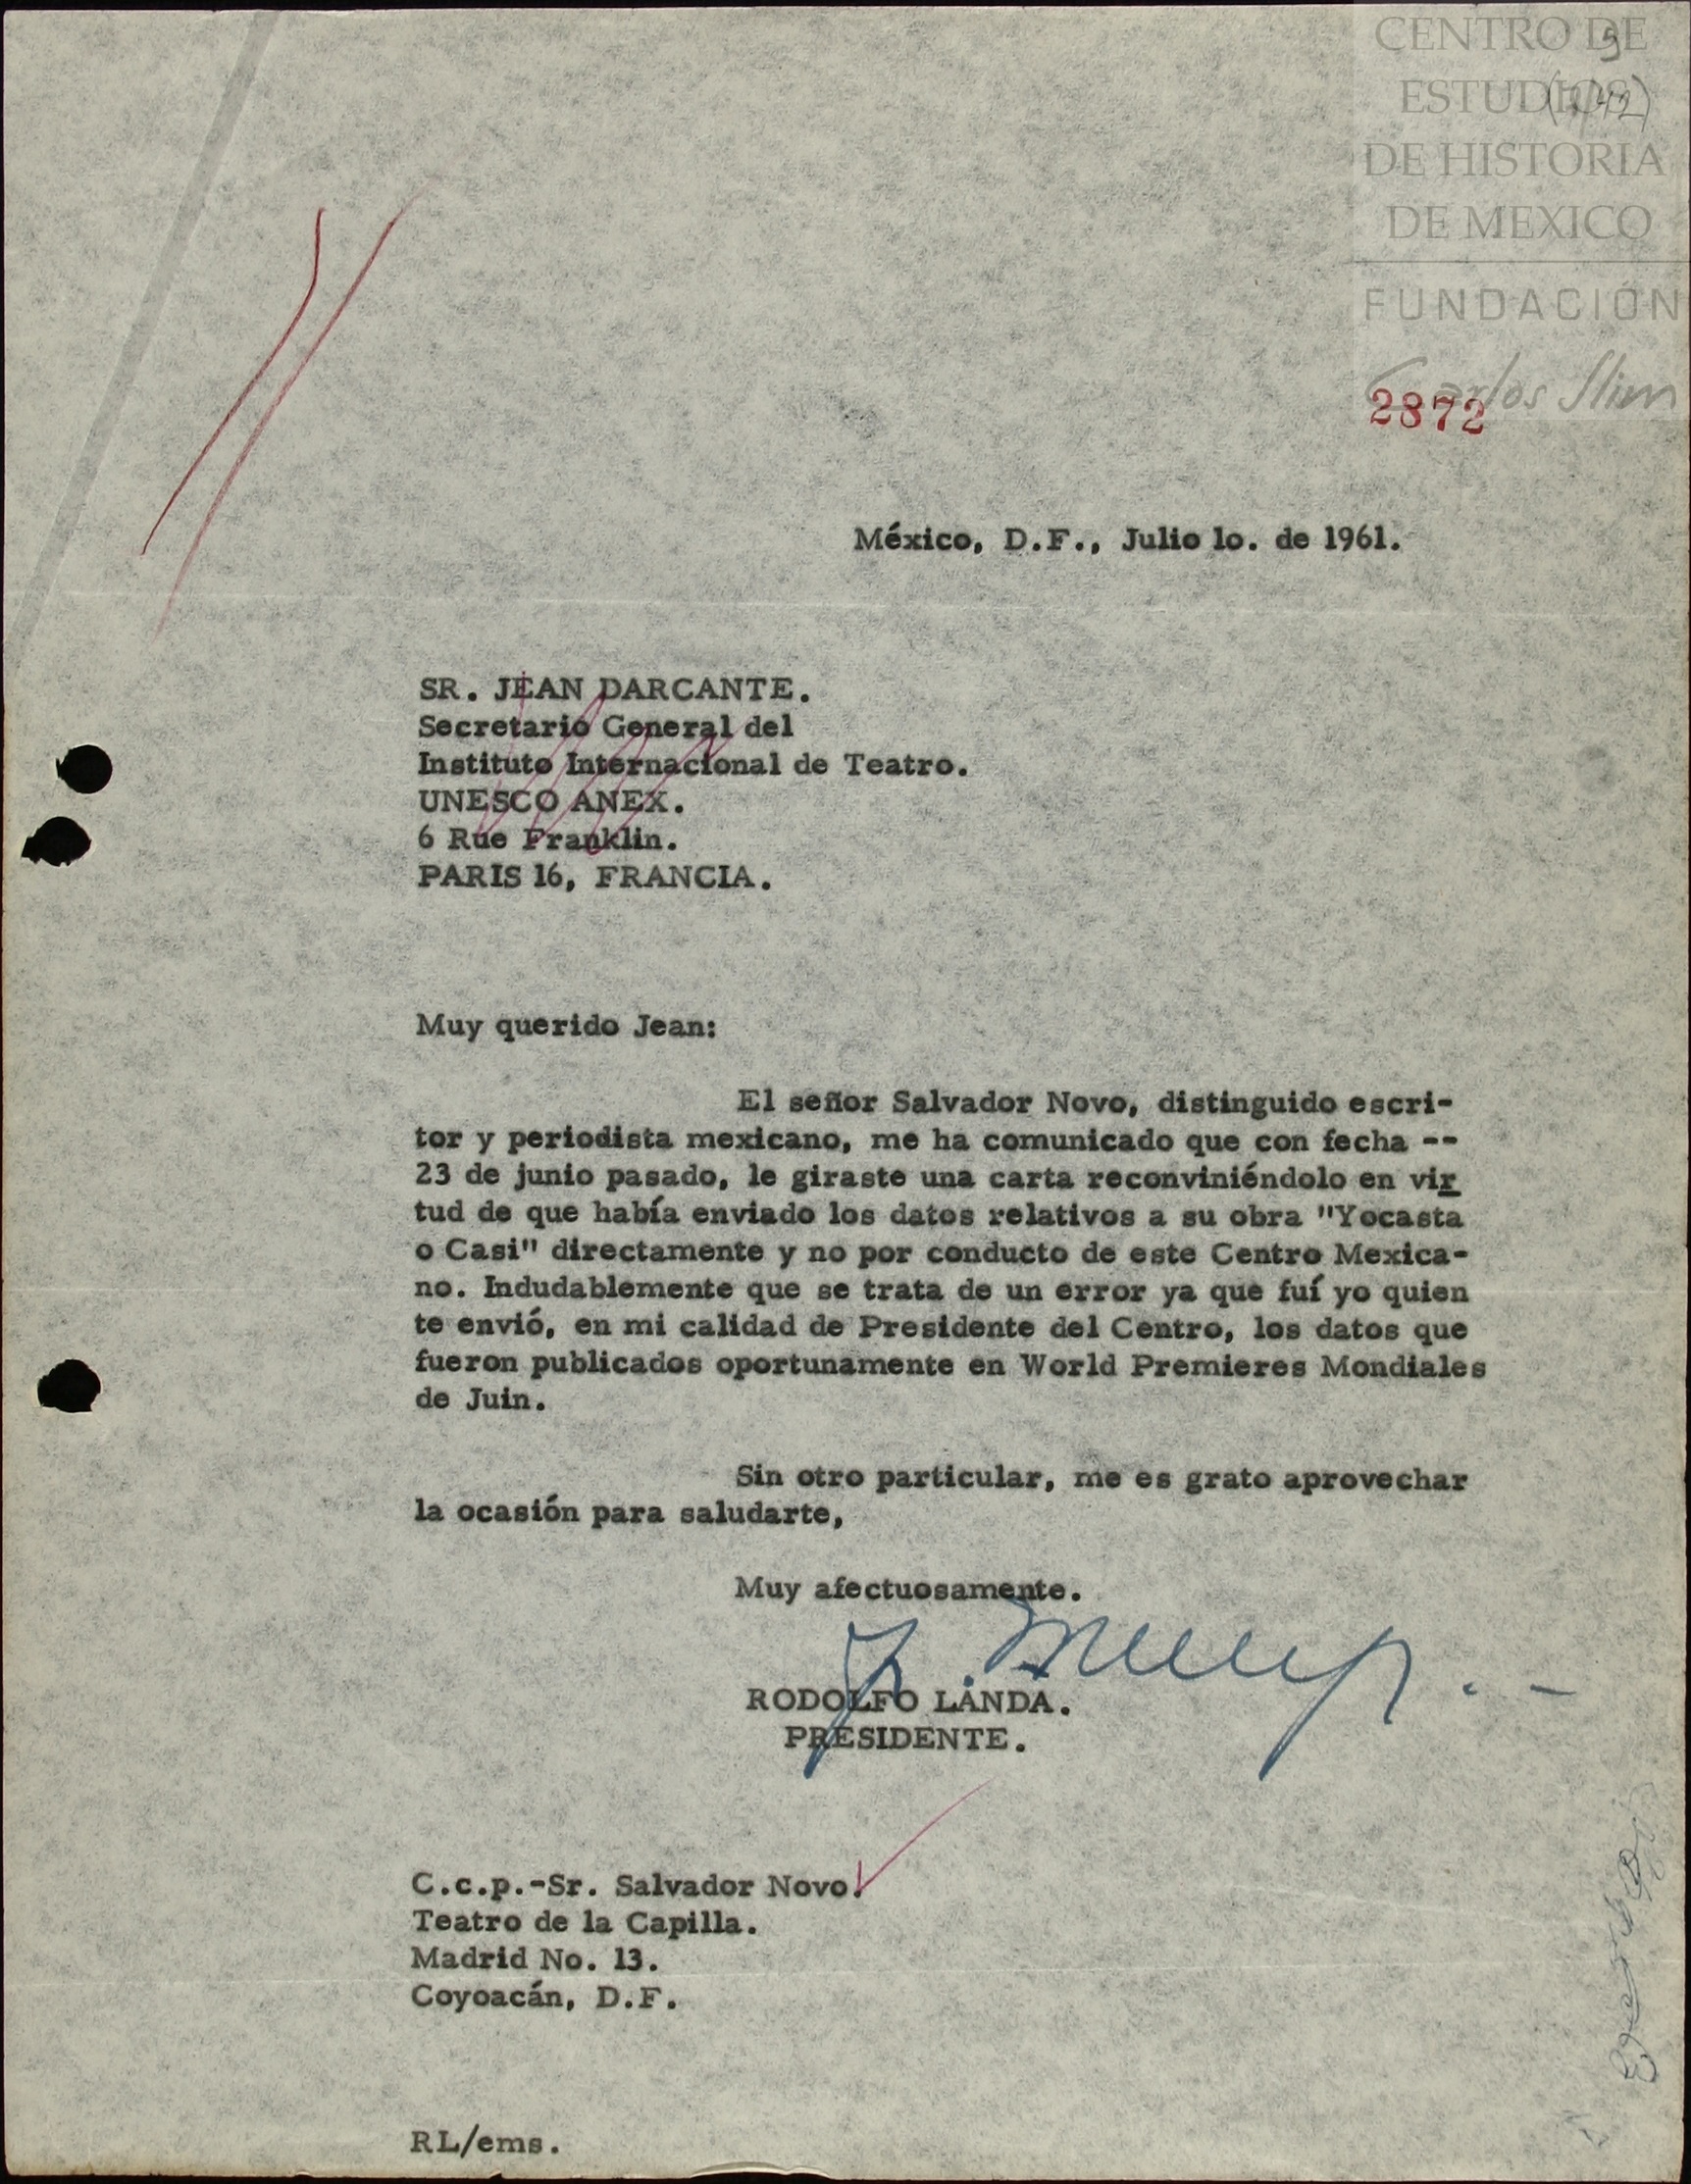 CENTRO DE
ESTUDIOS
DE HISTORIA
DE MEXICO
FUNDACIÓN
Carlos Slim
2872
México, D.F., Julio 1o. de 1961.
SR. JEAN DARCANTE.
Secretario General del
Instituto Internacional de Teatro.
UNESCO ANEX.
6 Rue Franklin.
PARIS 16, FRANCIA.
Muy querido Jean:
El señor Salvador Novo, distinguido escri-
tor y periodista mexicano, me ha comunicado que con fecha --
23 de junio pasado, le giraste una carta reconviniéndolo en vir
tud de que había enviado los datos relativos a su obra "Yocasta
o Casi" directamente y no por conducto de este Centro Mexica-
no. Indudablemente que se trata de un error ya que fuí yo quien
te envió, en mi calidad de Presidente del Centro, los datos que
fueron publicados oportunamente en World Premieres Mondiales
de Juin.
Sin otro particular, me es grato aprovechar
la ocasión para saludarte,
Muy afectuosamente.
RODOLFO LANDA.
PRESIDENTE.
C.c.p.-Sr. Salvador Novo.
Teatro de la Capilla.
Madrid No. 13.
Coyoacán, D.F.
RL/ems.